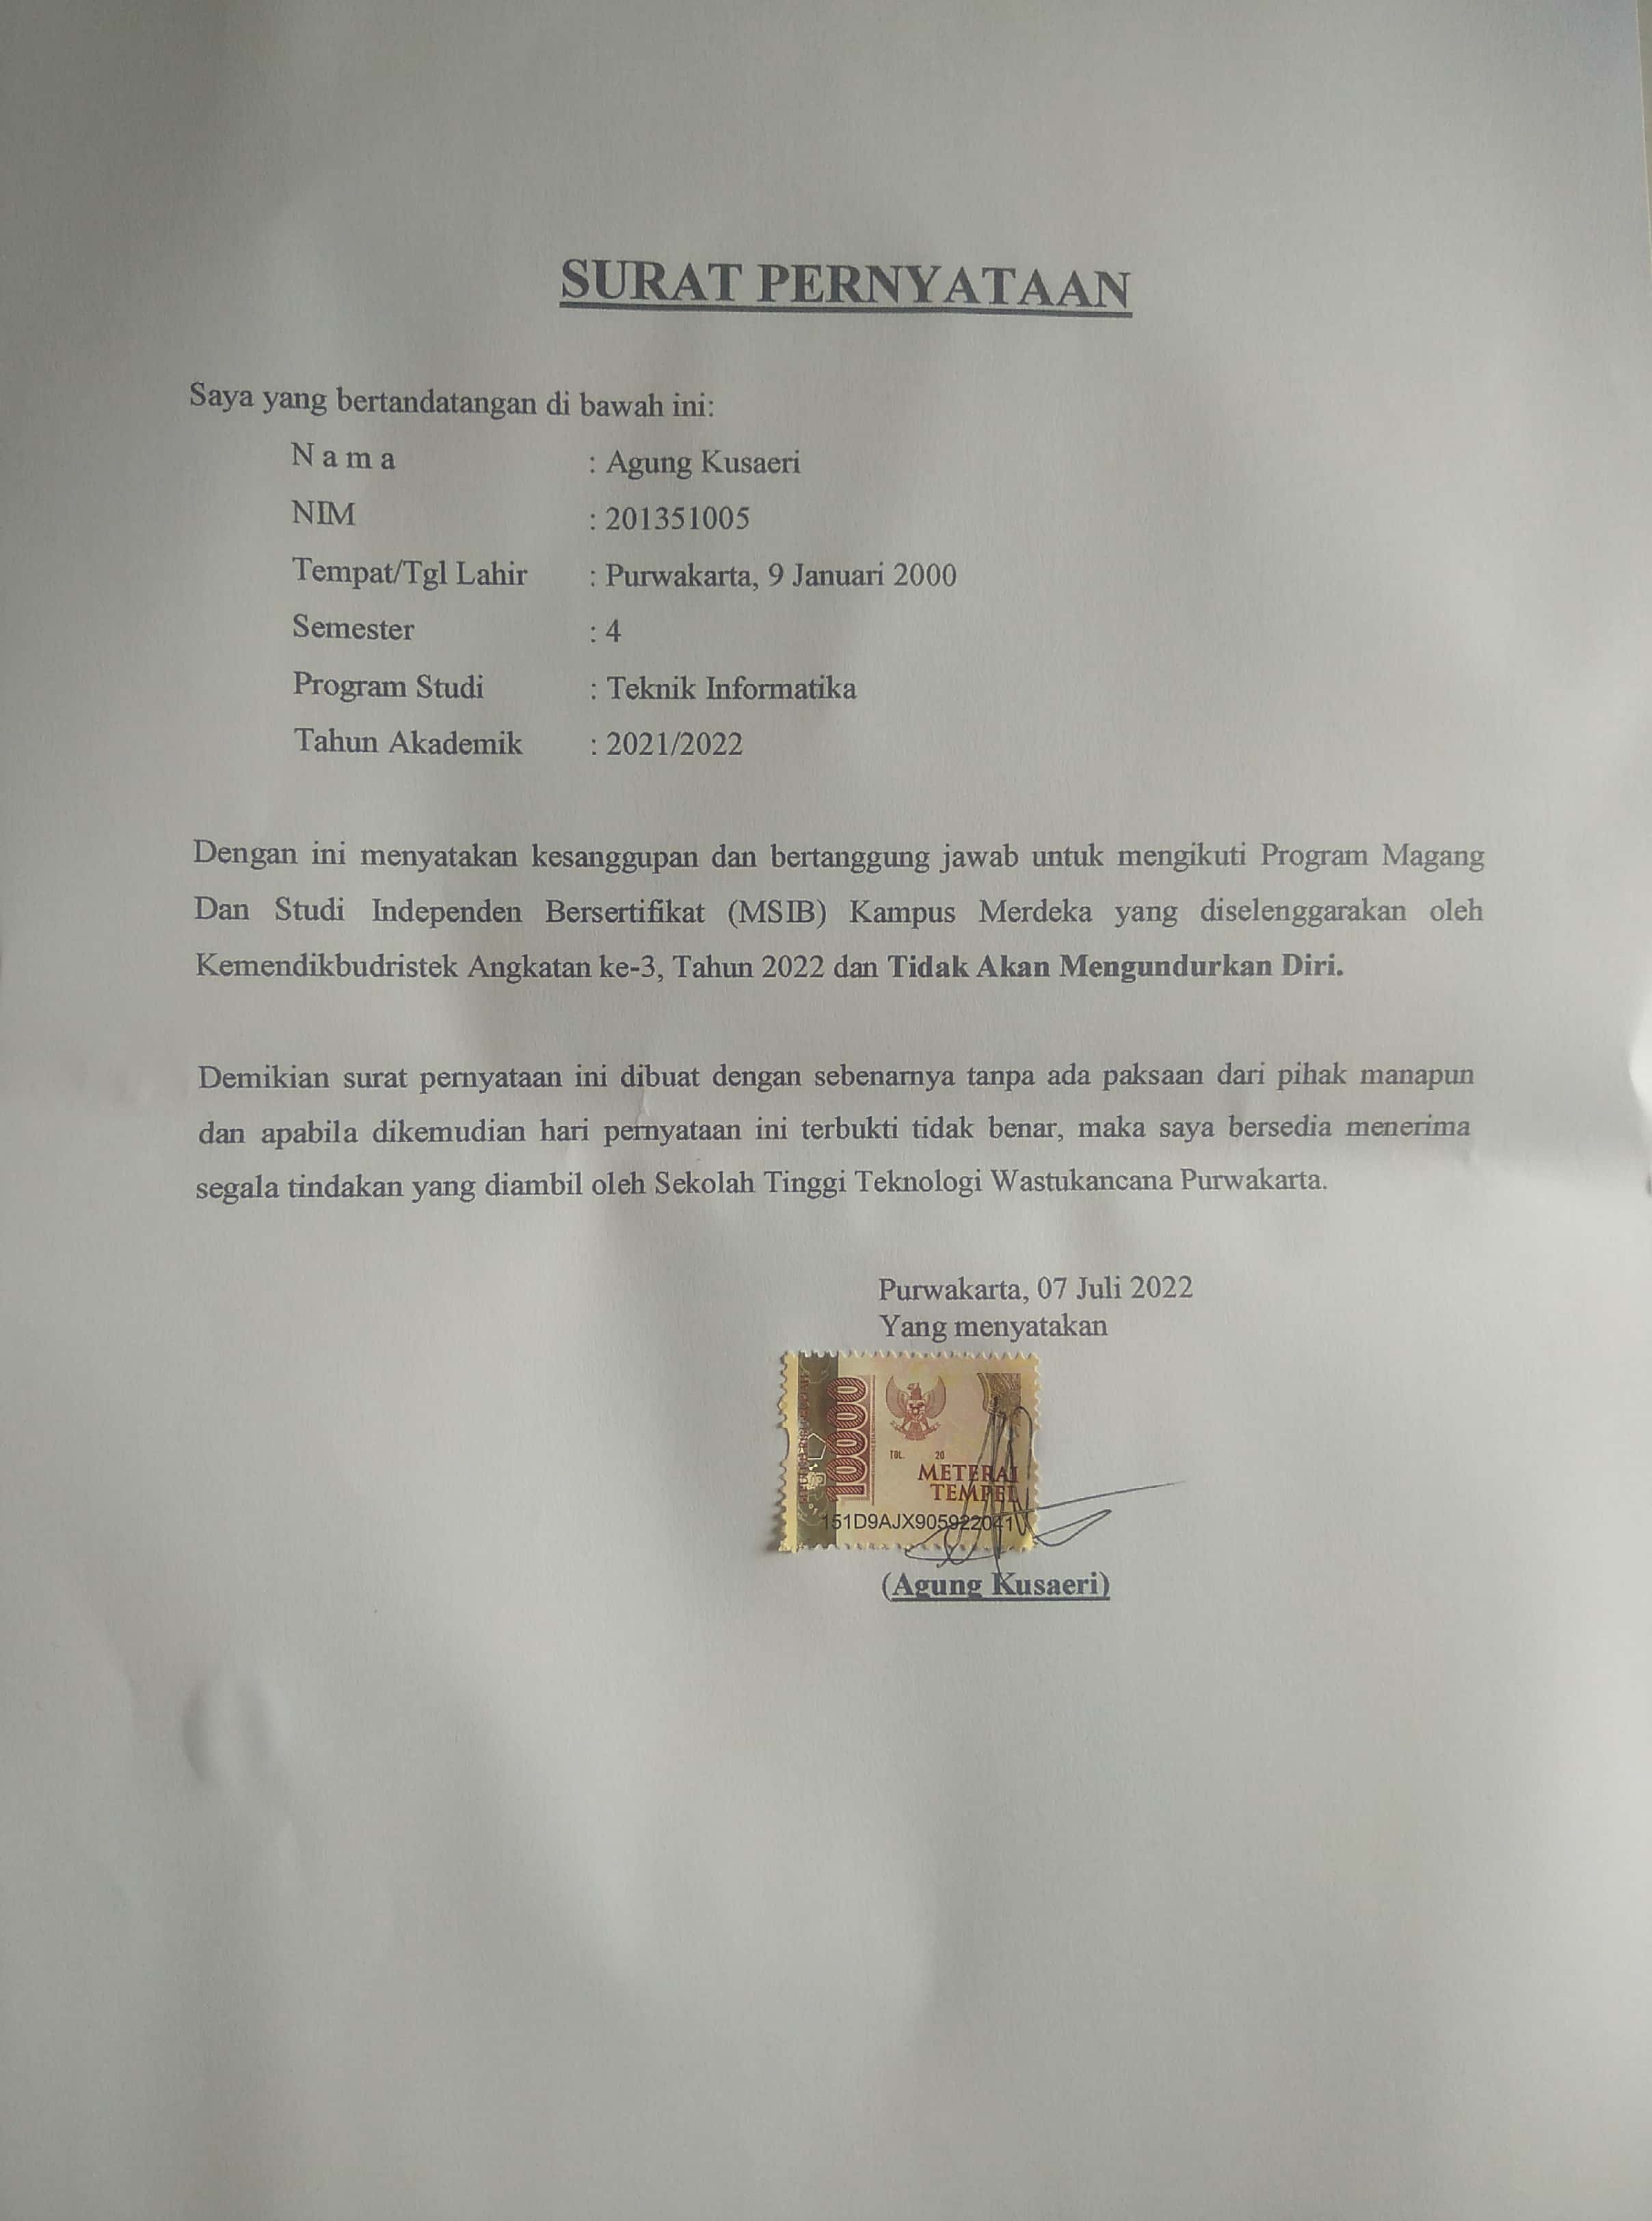 SURAT PERNYATAAN
Saya yang bertandatangan di bawah ini:
N a m a : Agung Kusaeri
NIM : 201351005
Tempat/Tgl Lahir : Purwakarta, 9 Januari 2000
Semester : 4
Program Studi : Teknik Informatika
Tahun Akademik : 2021/2022
Dengan ini menyatakan kesanggupan dan bertanggung jawab untuk mengikuti Program Magang
Dan Studi Independen Bersertifikat (MSIB) Kampus Merdeka yang diselenggarakan oleh
Kemendikbudristek Angkatan ke-3, Tahun 2022 dan Tidak Akan Mengundurkan Diri.
Demikian surat pernyataan ini dibuat dengan sebenarnya tanpa ada paksaan dari pihak manapun
dan apabila dikemudian hari pernyataan ini terbukti tidak benar, maka saya bersedia menerima
segala tindakan yang diambil oleh Sekolah Tinggi Teknologi Wastukancana Purwakarta.
Purwakarta, 07 Juli 2022
Yang menyatakan
10000
TGL. 20
METERAI
TEMPEL
151D9AJX905922041
(Agung Kusaeri)